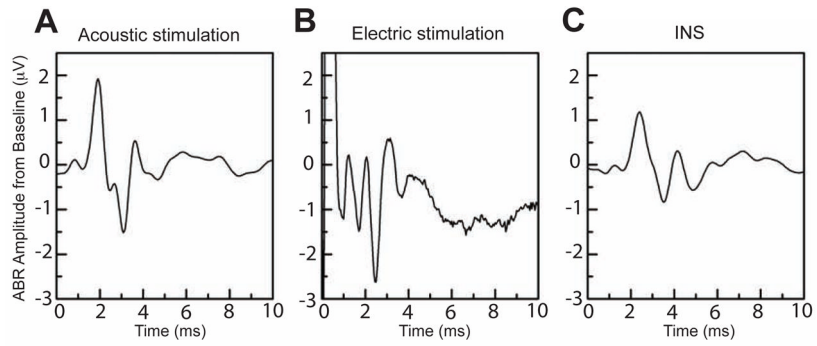 A Acoustic stimulation
B Electric stimulation
C INS
ABR Amplitude from Baseline (μV)
2
1
0
-1
-2
-3
0 2 4 6 8 10
Time (ms)
2
1
0
-1
-2
-3
0 2 4 6 8 10
Time (ms)
2
1
0
-1
-2
-3
0 2 4 6 8 10
Time (ms)